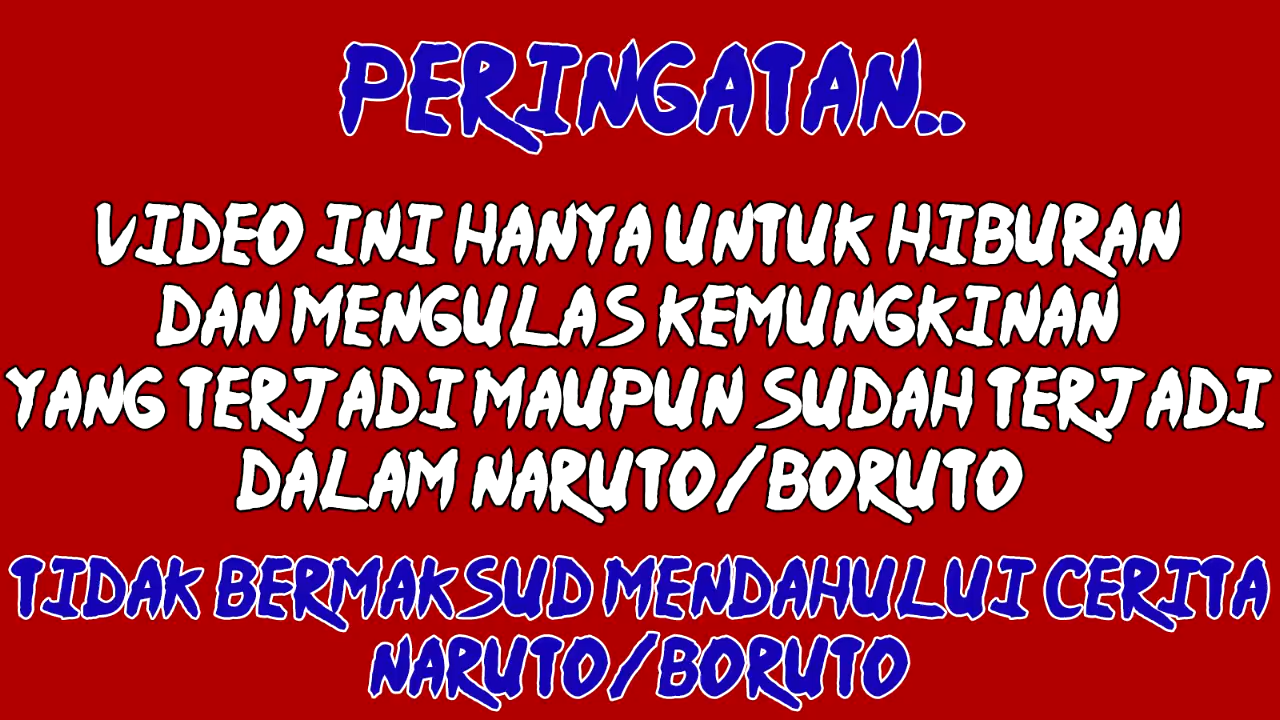 PERINGATAN..
VIDEO INI HANYA UNTUK HIBURAN
DAN MENGULAS KEMUNGKINAN
YANG TERJADI MAUPUN SUDAH TERJADI
DALAM NARUTO/BORUTO
TIDAK BERMAKSUD MENDAHULUI CERITA
NARUTO/BORUTO